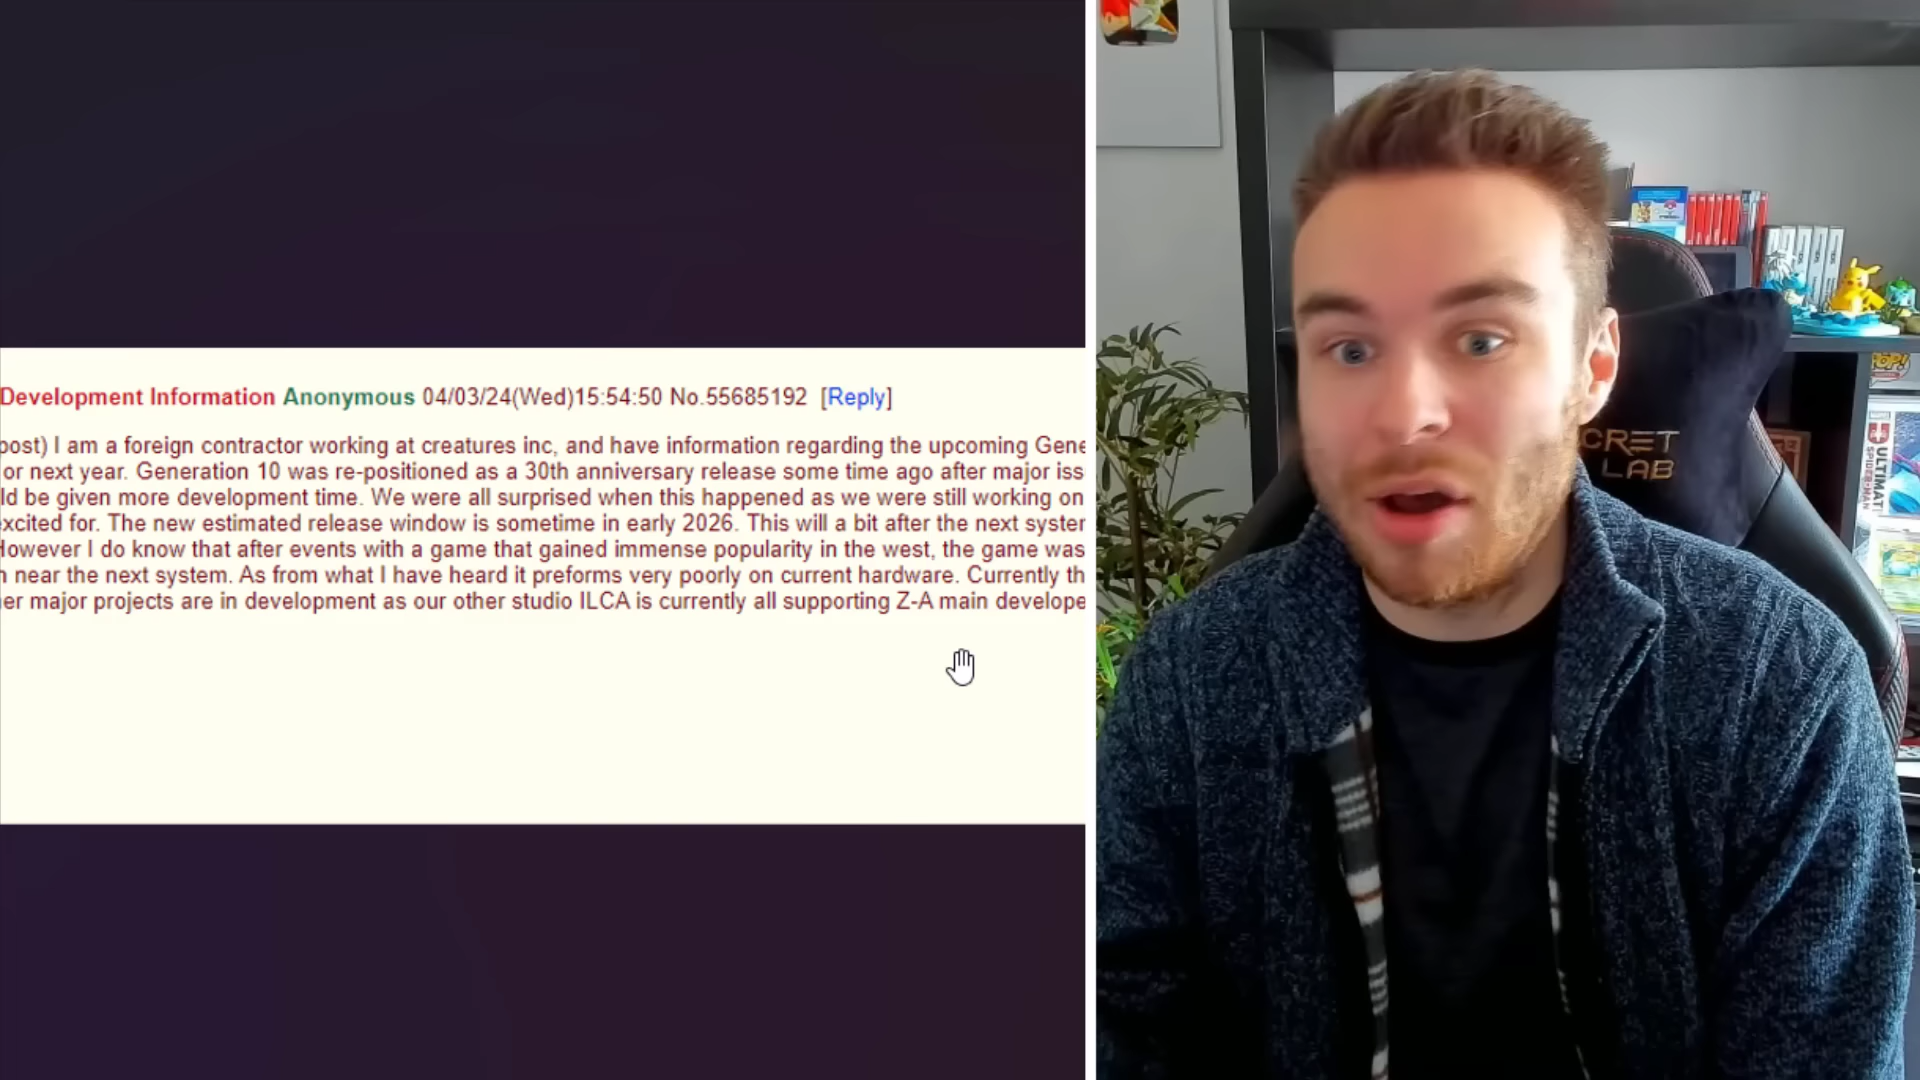 Development Information Anonymous 04/03/24(Wed)15:54:50 No.55685192 [Reply]
post) I am a foreign contractor working at creatures inc, and have information regarding the upcoming Gene
or next year. Generation 10 was re-positioned as a 30th anniversary release some time ago after major iss
ld be given more development time. We were all surprised when this happened as we were still working on
xcited for. The new estimated release window is sometime in early 2026. This will a bit after the next syster
However I do know that after events with a game that gained immense popularity in the west, the game was
n near the next system. As from what I have heard it preforms very poorly on current hardware. Currently th
er major projects are in development as our other studio ILCA is currently all supporting Z-A main develope
CRET
LAB
POP!
ULTIMAT
SPIDER-MAN